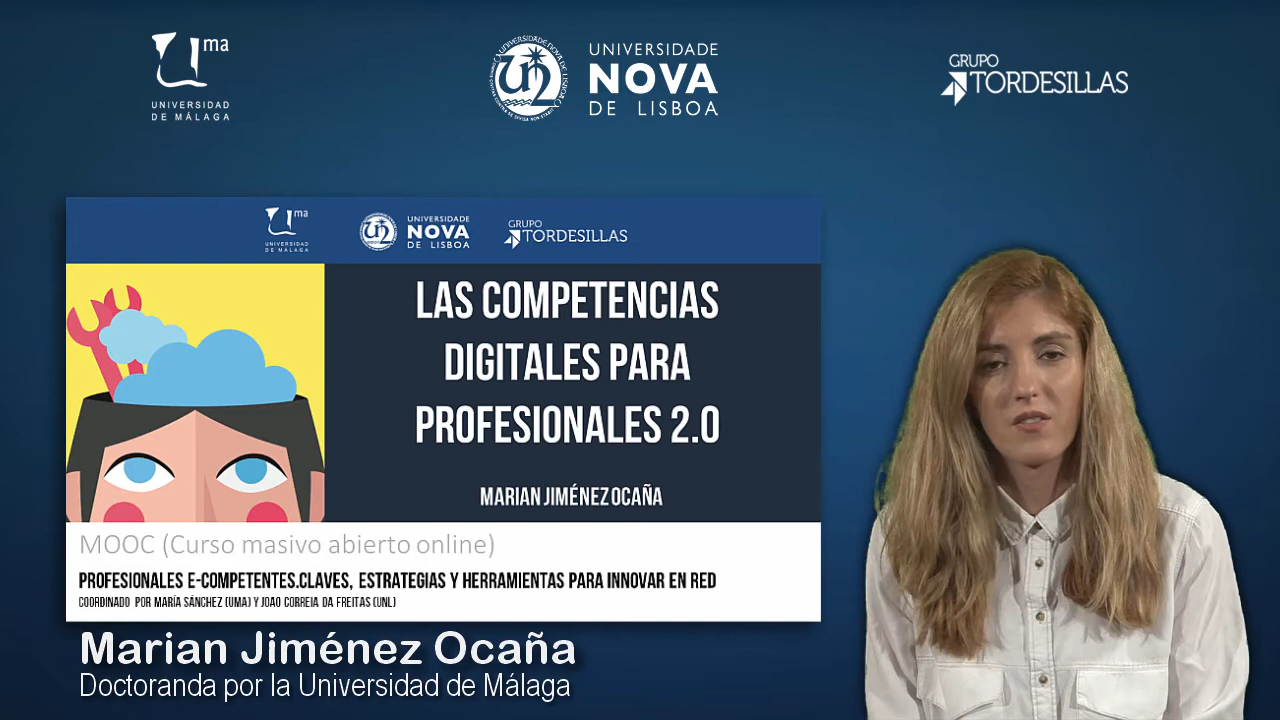 uma
UNIVERSIDAD
DE MÁLAGA
UNIVERSIDADE
NOVA
DE LISBOA
GRUPO
TORDESILLAS
uma
UNIVERSIDAD
DE MÁLAGA
UNIVERSIDADE
NOVA
DE LISBOA
GRUPO
TORDESILLAS
LAS COMPETENCIAS
DIGITALES PARA
PROFESIONALES 2.0
MARIAN JIMÉNEZ OCAÑA
MOOC (Curso masivo abierto online)
PROFESIONALES E-COMPETENTES.CLAVES, ESTRATEGIAS Y HERRAMIENTAS PARA INNOVAR EN RED
COORDINADO POR MARÍA SÁNCHEZ (UMA) Y JOAO CORREIA DA FREITAS (UNL)
Marian Jiménez Ocaña
Doctoranda por la Universidad de Málaga